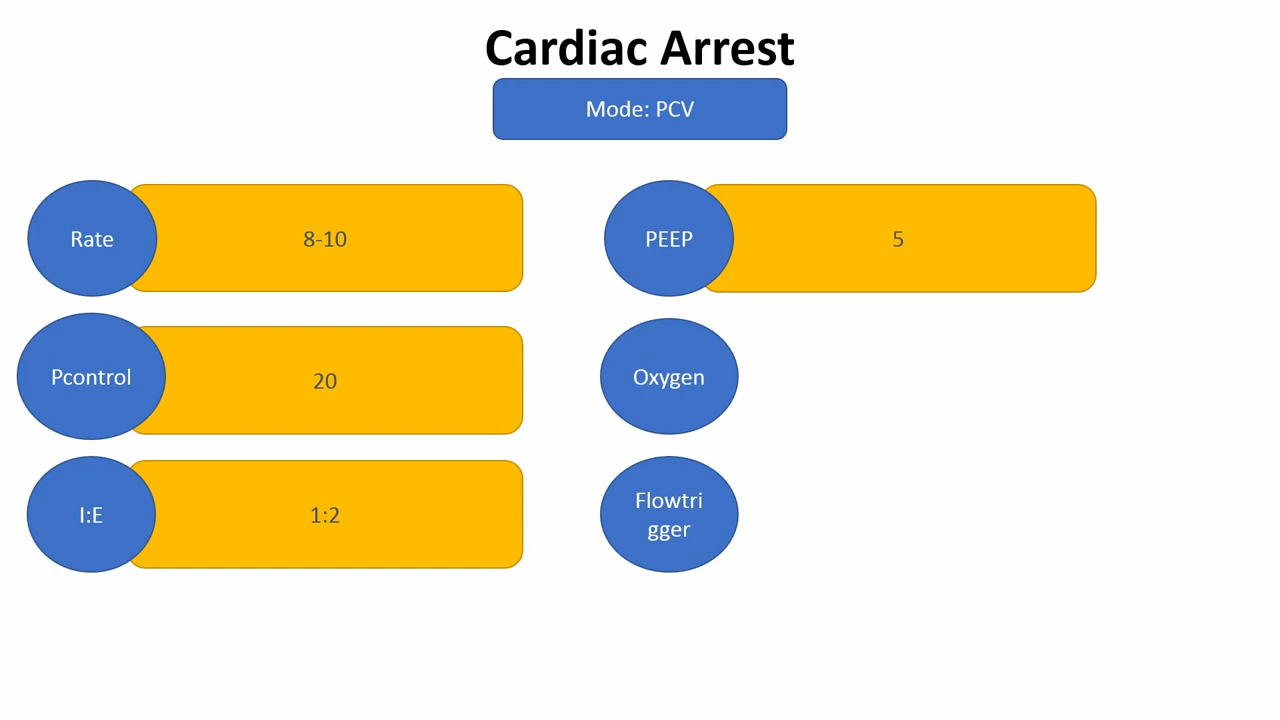 Cardiac Arrest
Mode: PCV
Rate
8-10
PEEP
5
Pcontrol
20
Oxygen
I:E
1:2
Flowtri
gger